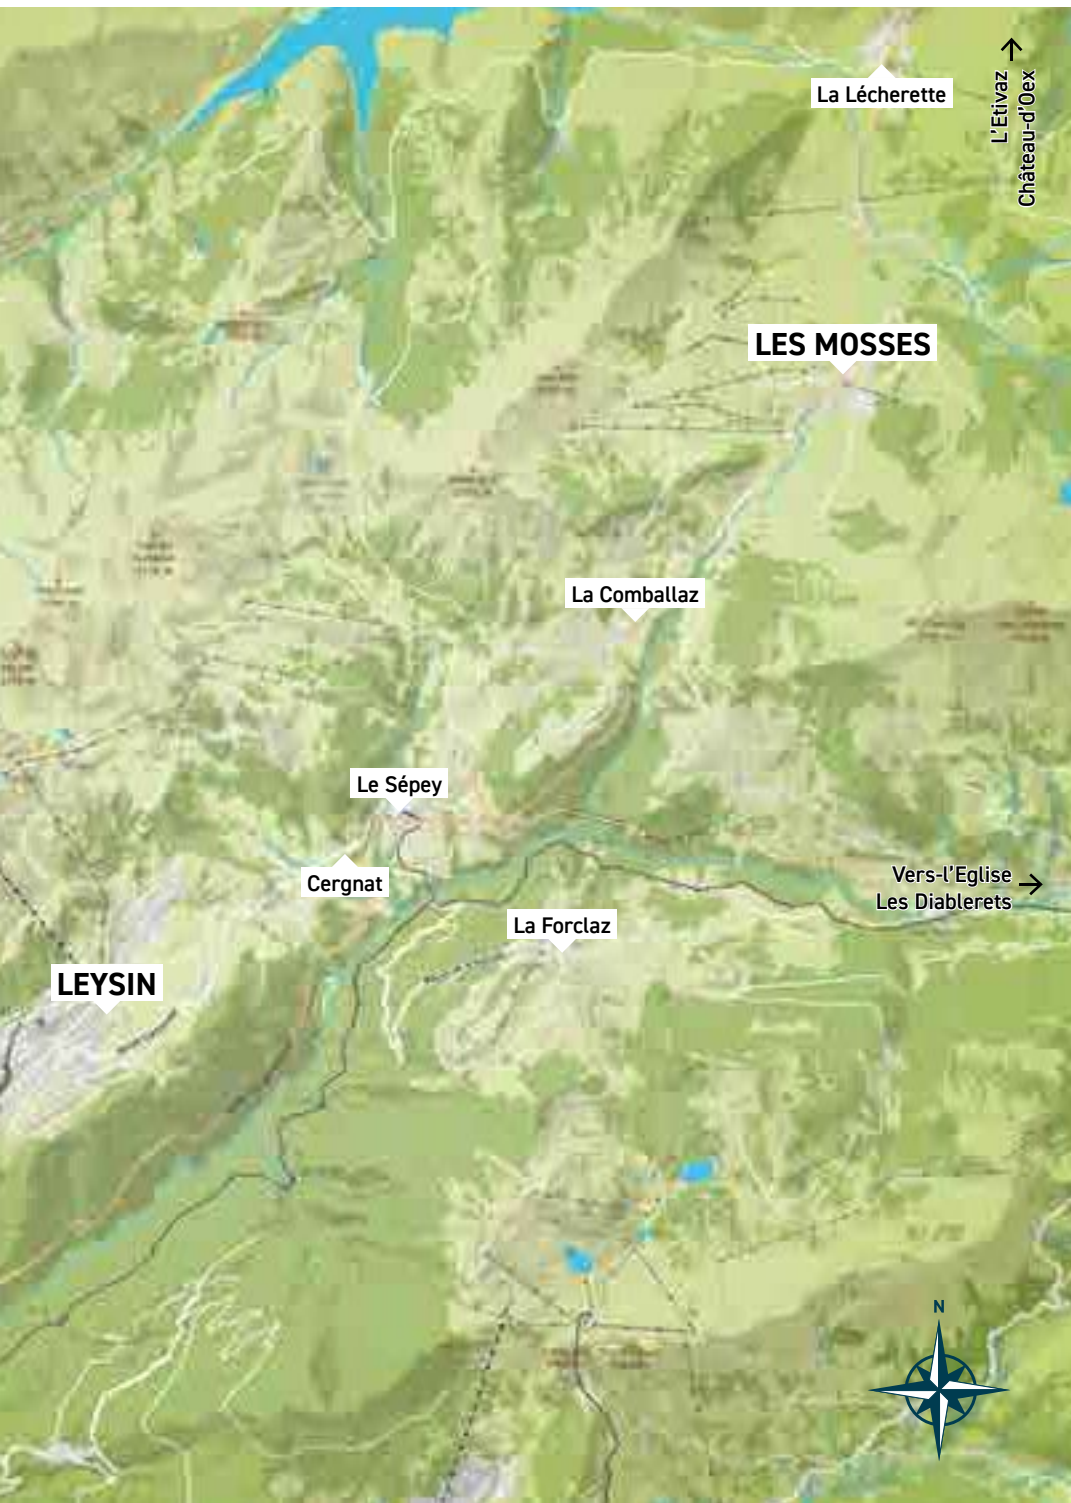 La Lécherette
L'Etivaz
Château-d'Oex
LES MOSSES
La Comballaz
Le Sépey
Cergnat
Vers-l'Eglise
Les Diablerets
La Forclaz
LEYSIN
N